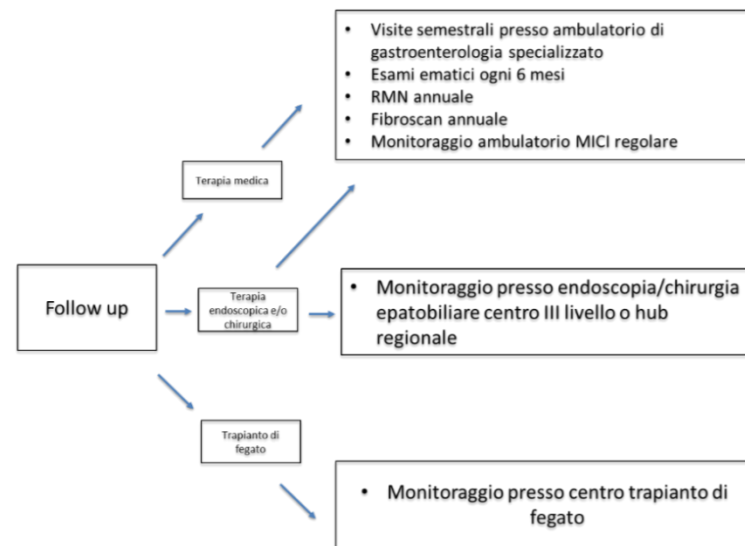 • Visite semestrali presso ambulatorio di
gastroenterologia specializzato
• Esami ematici ogni 6 mesi
• RMN annuale
• Fibroscan annuale
• Monitoraggio ambulatorio MICI regolare
Terapia medica
Follow up
Terapia
endoscopica e/o
chirurgica
• Monitoraggio presso endoscopia/chirurgia
epatobiliare centro III livello o hub
regionale
Trapianto di
fegato
• Monitoraggio presso centro trapianto di
fegato